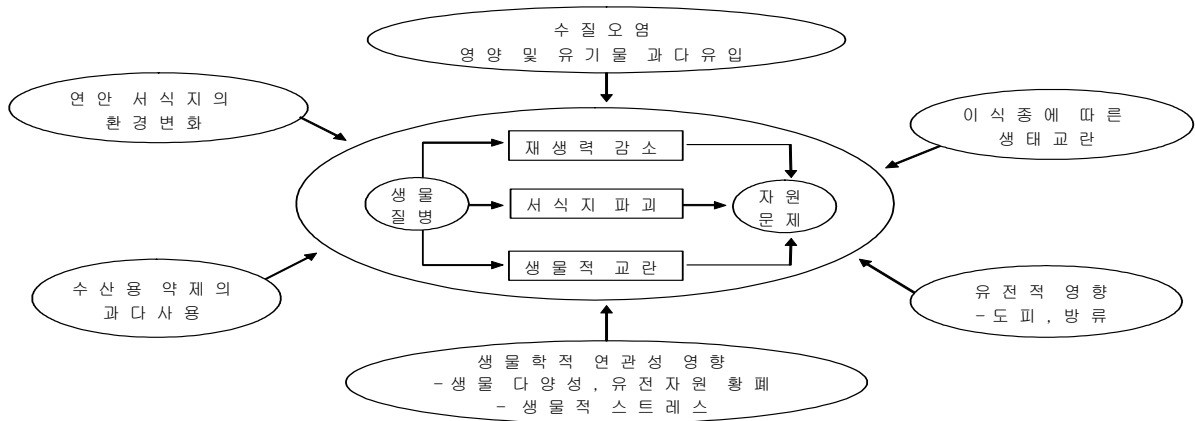 수질오염
영양 및 유기물 과다유입
연안 서식지의
환경변화
이식종에 따른
생태교란
재생력 감소
생물
질병
서식지 파괴
자원
문제
생물적 교란
수산용 약제의
과다사용
유전적 영향
-도피, 방류
생물학적 연관성 영향
-생물 다양성, 유전자원 황폐
- 생물적 스트레스